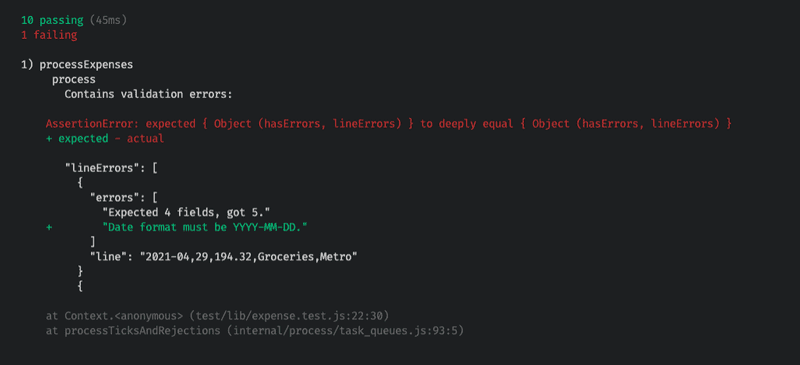 10 passing (45ms)
1 failing
1) processExpenses
process
Contains validation errors:
AssertionError: expected { Object (hasErrors, lineErrors) } to deeply equal { Object (hasErrors, lineErrors) }
+ expected - actual
"lineErrors": [
{
"errors": [
"Expected 4 fields, got 5."
+ "Date format must be YYYY-MM-DD."
]
"line": "2021-04,29,194.32,Groceries,Metro"
}
{
at Context.<anonymous> (test/lib/expense.test.js:22:30)
at processTicksAndRejections (internal/process/task_queues.js:93:5)